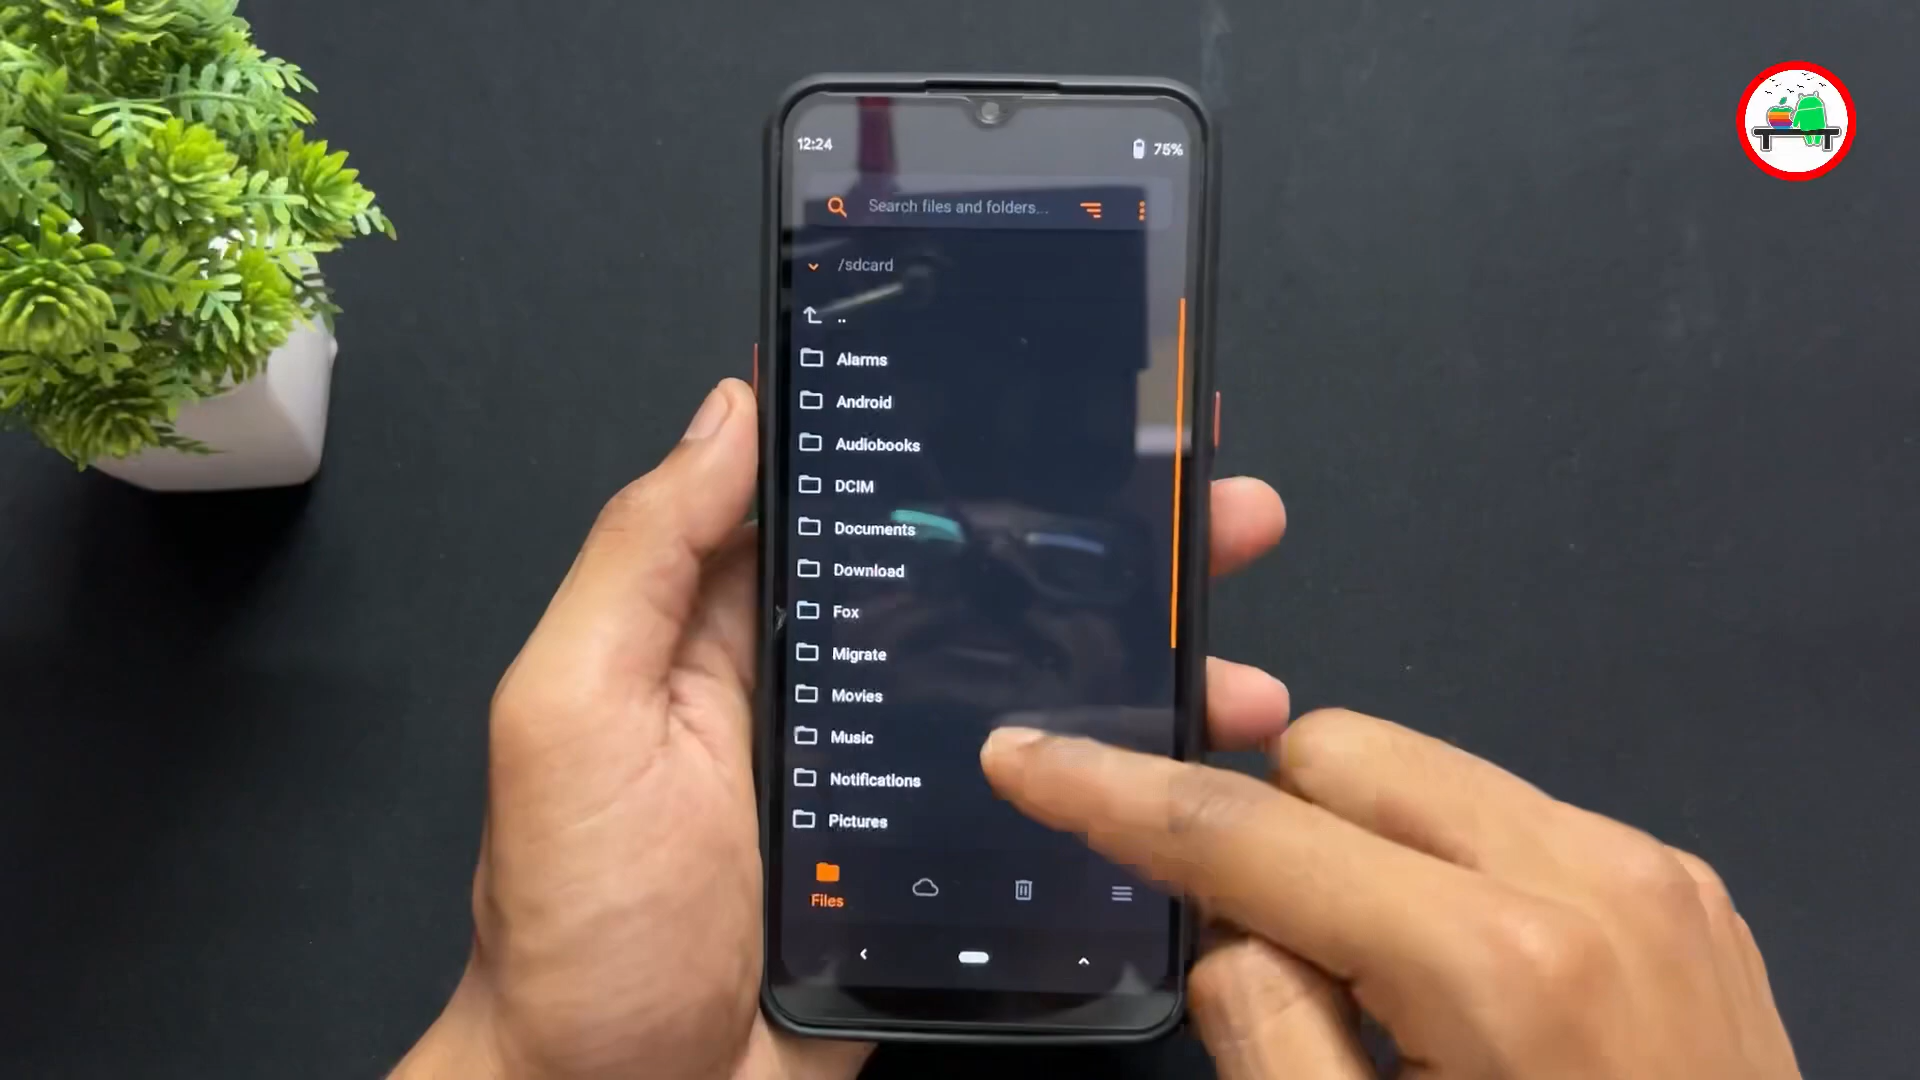 12:24
75%
Search files and folders...
/sdcard
..
Alarms
Android
Audiobooks
DCIM
Documents
Download
Fox
Migrate
Movies
Music
Notifications
Pictures
Files